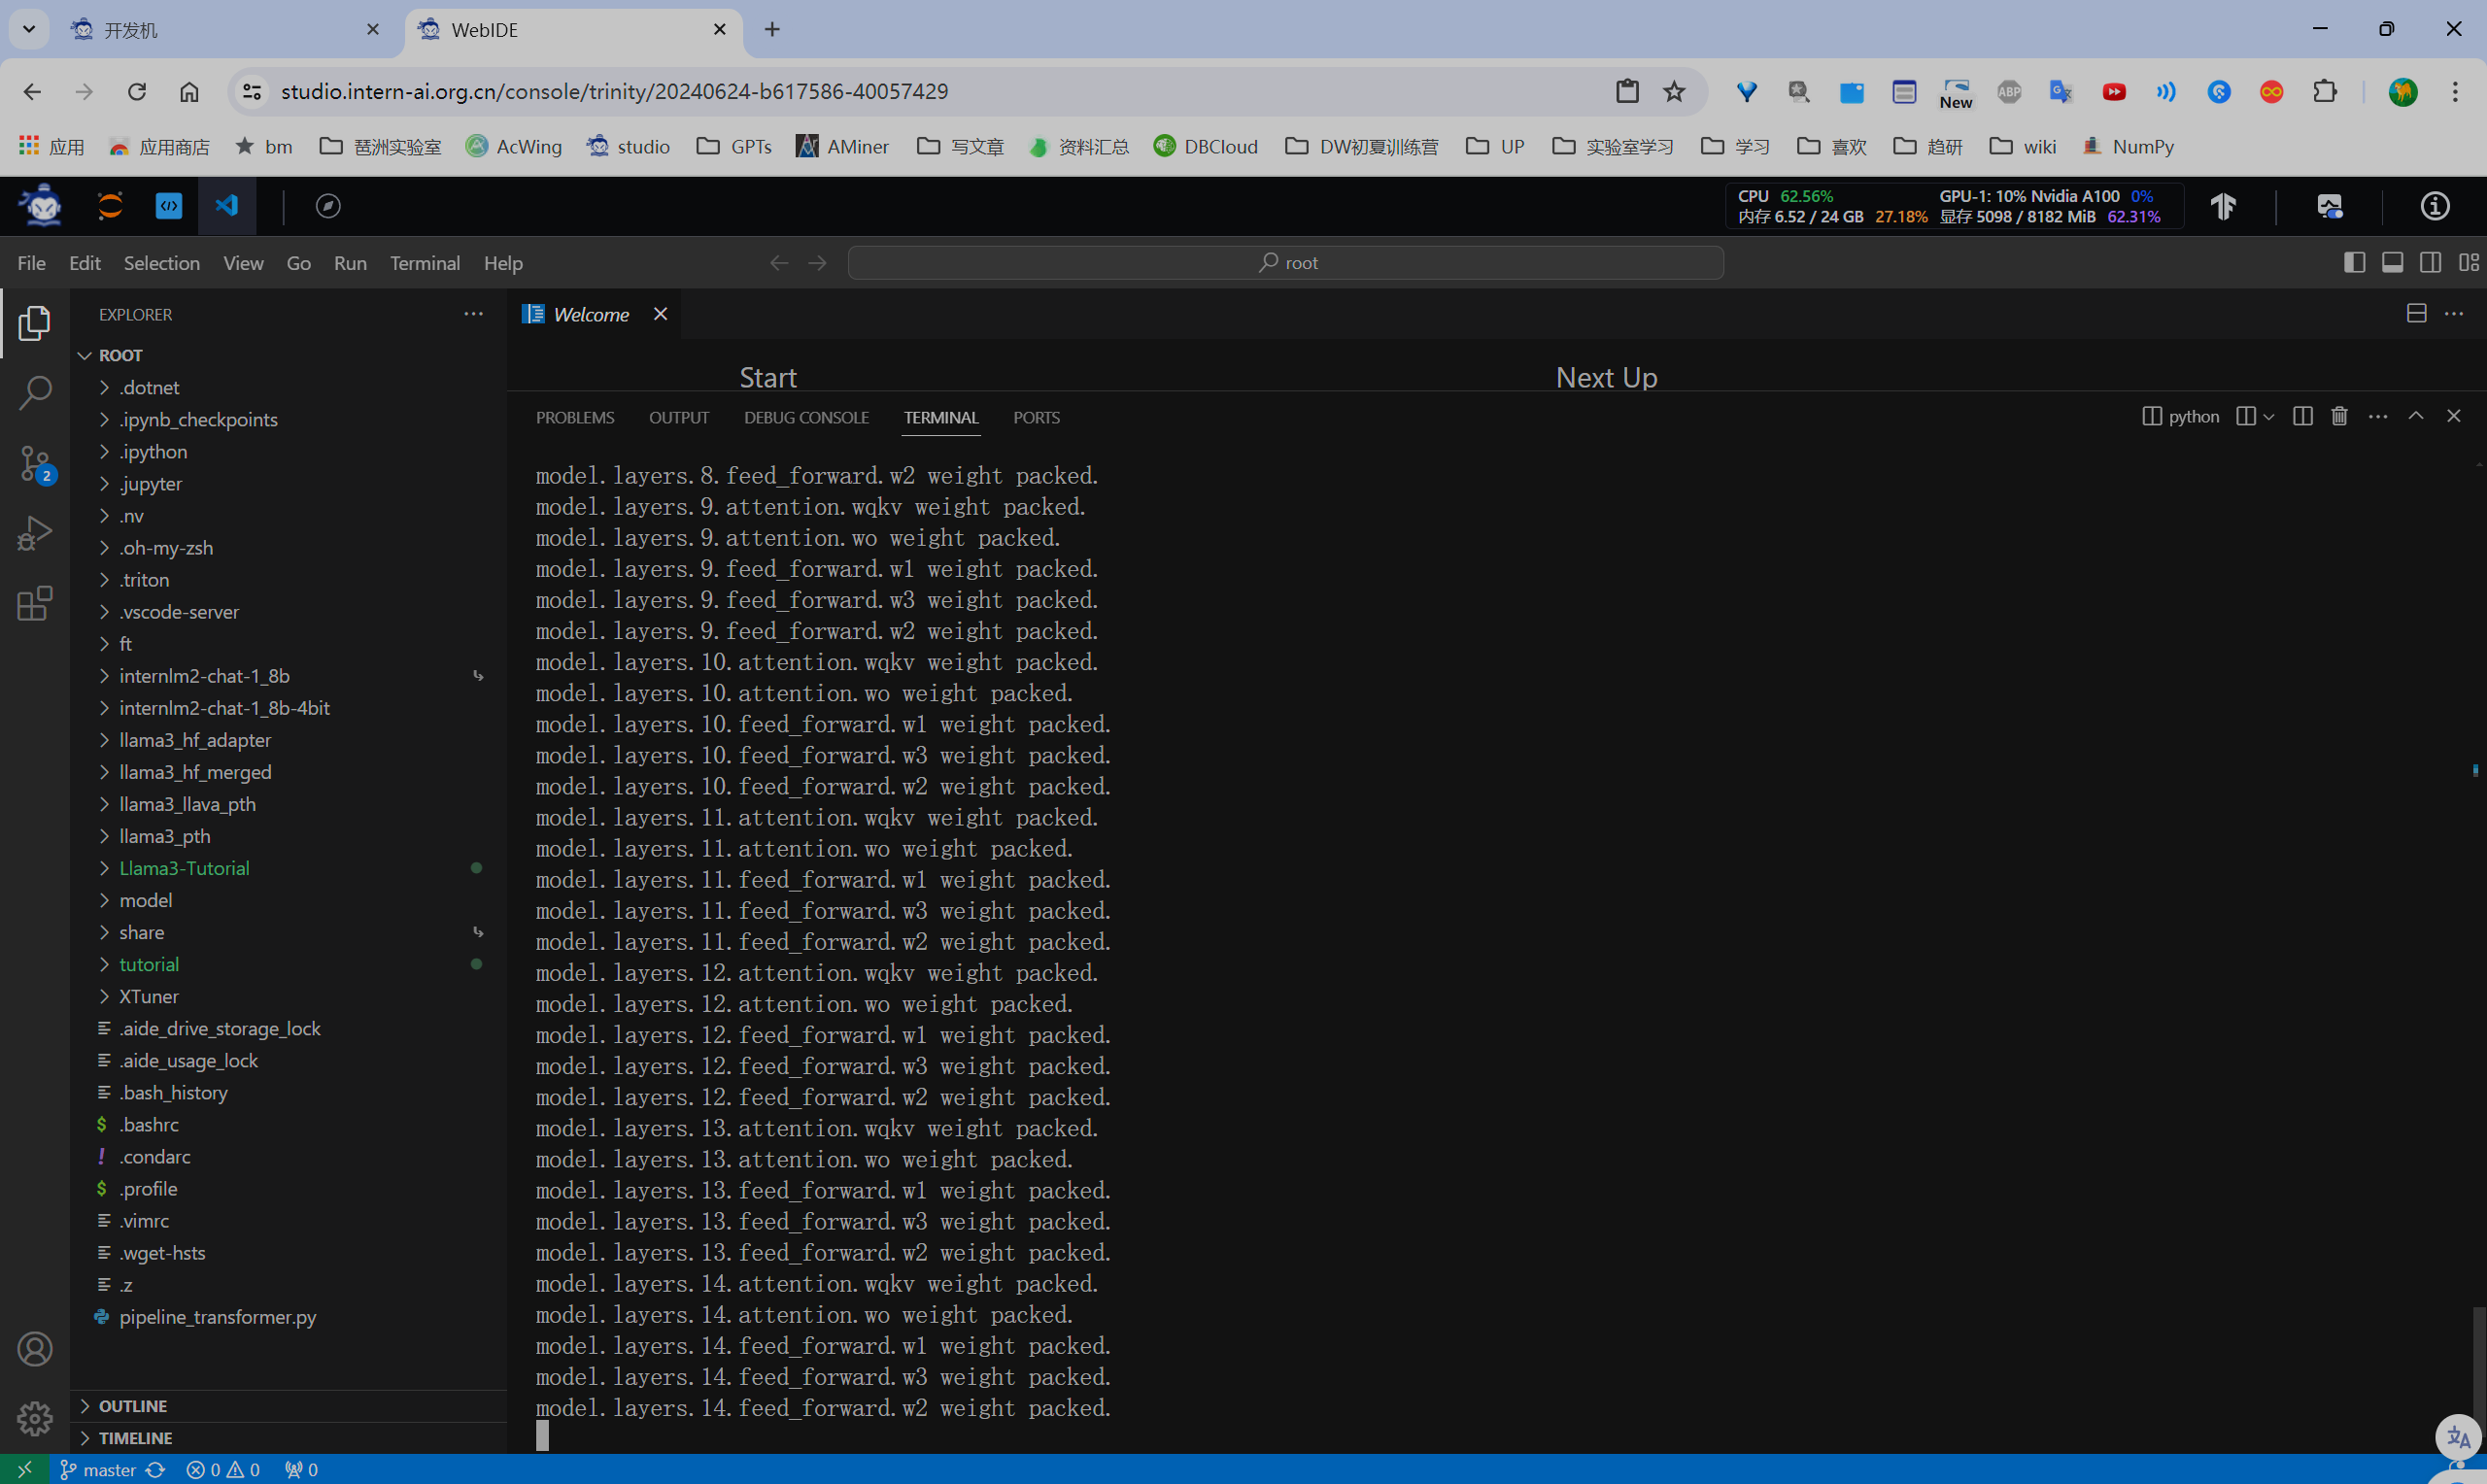 开发机
WebIDE
studio.intern-ai.org.cn/console/trinity/20240624-b617586-40057429
New
ABP
应用
应用商店
bm
琶洲实验室
AcWing
studio
GPTs
AMiner
写文章
资料汇总
DBCloud
DW初夏训练营
UP
实验室学习
学习
喜欢
趋研
wiki
NumPy
CPU 62.56%
GPU-1: 10% Nvidia A100 0%
内存 6.52 / 24 GB 27.18%
显存 5098 / 8182 MiB 62.31%
File Edit Selection View Go Run Terminal Help
root
EXPLORER
ROOT
.dotnet
.ipynb_checkpoints
.ipython
.jupyter
.nv
.oh-my-zsh
.triton
.vscode-server
ft
internlm2-chat-1_8b
internlm2-chat-1_8b-4bit
llama3_hf_adapter
llama3_hf_merged
llama3_llava_pth
llama3_pth
Llama3-Tutorial
model
share
tutorial
XTuner
.aide_drive_storage_lock
.aide_usage_lock
.bash_history
.bashrc
.condarc
.profile
.vimrc
.wget-hsts
.z
pipeline_transformer.py
OUTLINE
TIMELINE
2
Welcome
Start
Next Up
PROBLEMS OUTPUT DEBUG CONSOLE TERMINAL PORTS
python
model.layers.8.feed_forward.w2 weight packed.
model.layers.9.attention.wqkv weight packed.
model.layers.9.attention.wo weight packed.
model.layers.9.feed_forward.w1 weight packed.
model.layers.9.feed_forward.w3 weight packed.
model.layers.9.feed_forward.w2 weight packed.
model.layers.10.attention.wqkv weight packed.
model.layers.10.attention.wo weight packed.
model.layers.10.feed_forward.w1 weight packed.
model.layers.10.feed_forward.w3 weight packed.
model.layers.10.feed_forward.w2 weight packed.
model.layers.11.attention.wqkv weight packed.
model.layers.11.attention.wo weight packed.
model.layers.11.feed_forward.w1 weight packed.
model.layers.11.feed_forward.w3 weight packed.
model.layers.11.feed_forward.w2 weight packed.
model.layers.12.attention.wqkv weight packed.
model.layers.12.attention.wo weight packed.
model.layers.12.feed_forward.w1 weight packed.
model.layers.12.feed_forward.w3 weight packed.
model.layers.12.feed_forward.w2 weight packed.
model.layers.13.attention.wqkv weight packed.
model.layers.13.attention.wo weight packed.
model.layers.13.feed_forward.w1 weight packed.
model.layers.13.feed_forward.w3 weight packed.
model.layers.13.feed_forward.w2 weight packed.
model.layers.14.attention.wqkv weight packed.
model.layers.14.attention.wo weight packed.
model.layers.14.feed_forward.w1 weight packed.
model.layers.14.feed_forward.w3 weight packed.
model.layers.14.feed_forward.w2 weight packed.
master
0
0
0